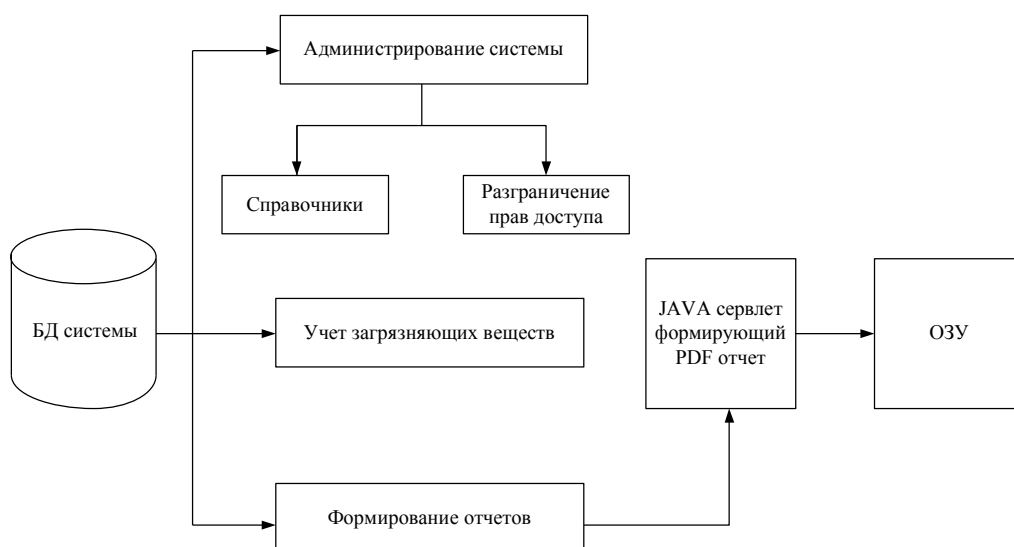 Администрирование системы
Справочники
Разграничение
прав доступа
БД системы
Учет загрязняющих веществ
JAVA сервлет
формирующий
PDF отчет
ОЗУ
Формирование отчетов